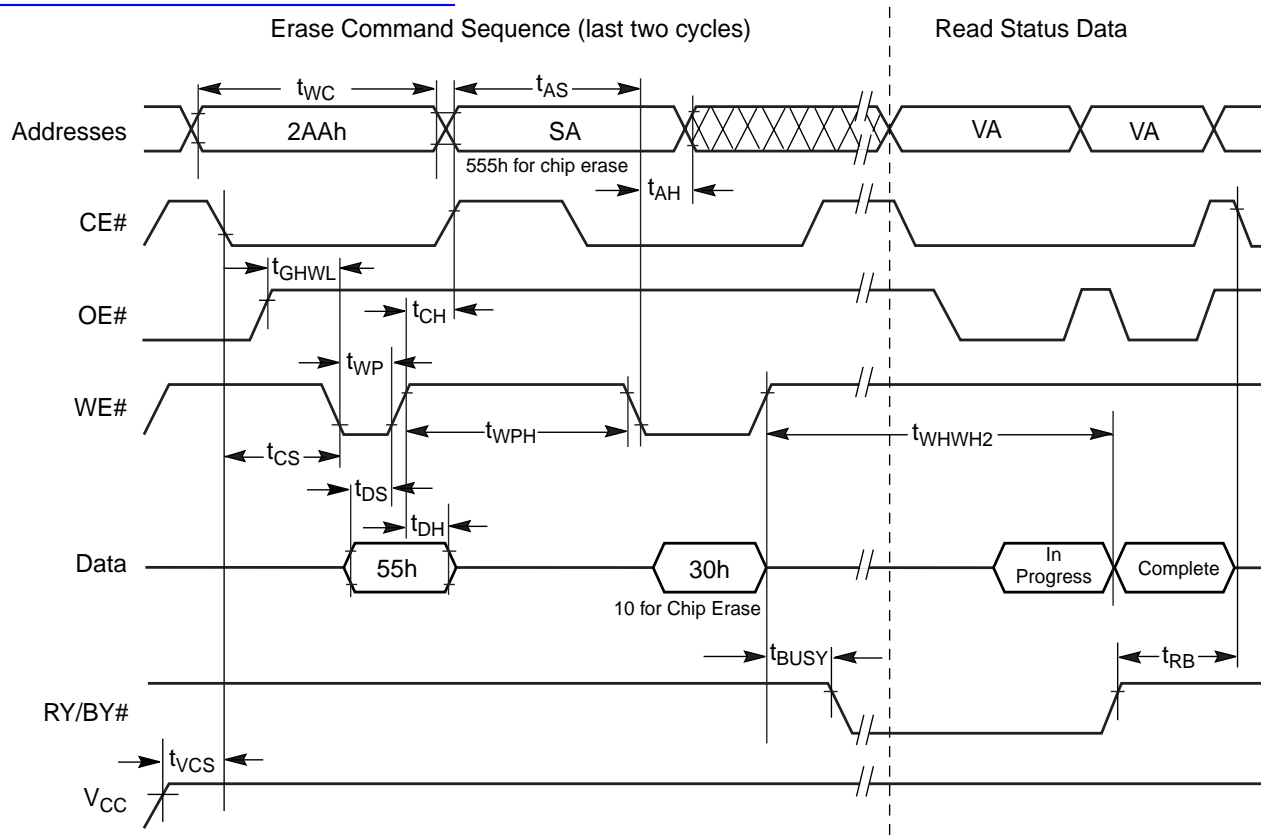 Erase Command Sequence (last two cycles)
Read Status Data
tWC
tAS
Addresses
2AAh
SA
VA
VA
555h for chip erase
tAH
CE#
tGHWL
OE#
tCH
tWP
WE#
tWPH
tWHWH2
tCS
tDS
tDH
Data
55h
30h
In
Progress
Complete
10 for Chip Erase
tBUSY
tRB
RY/BY#
tVCS
VCC